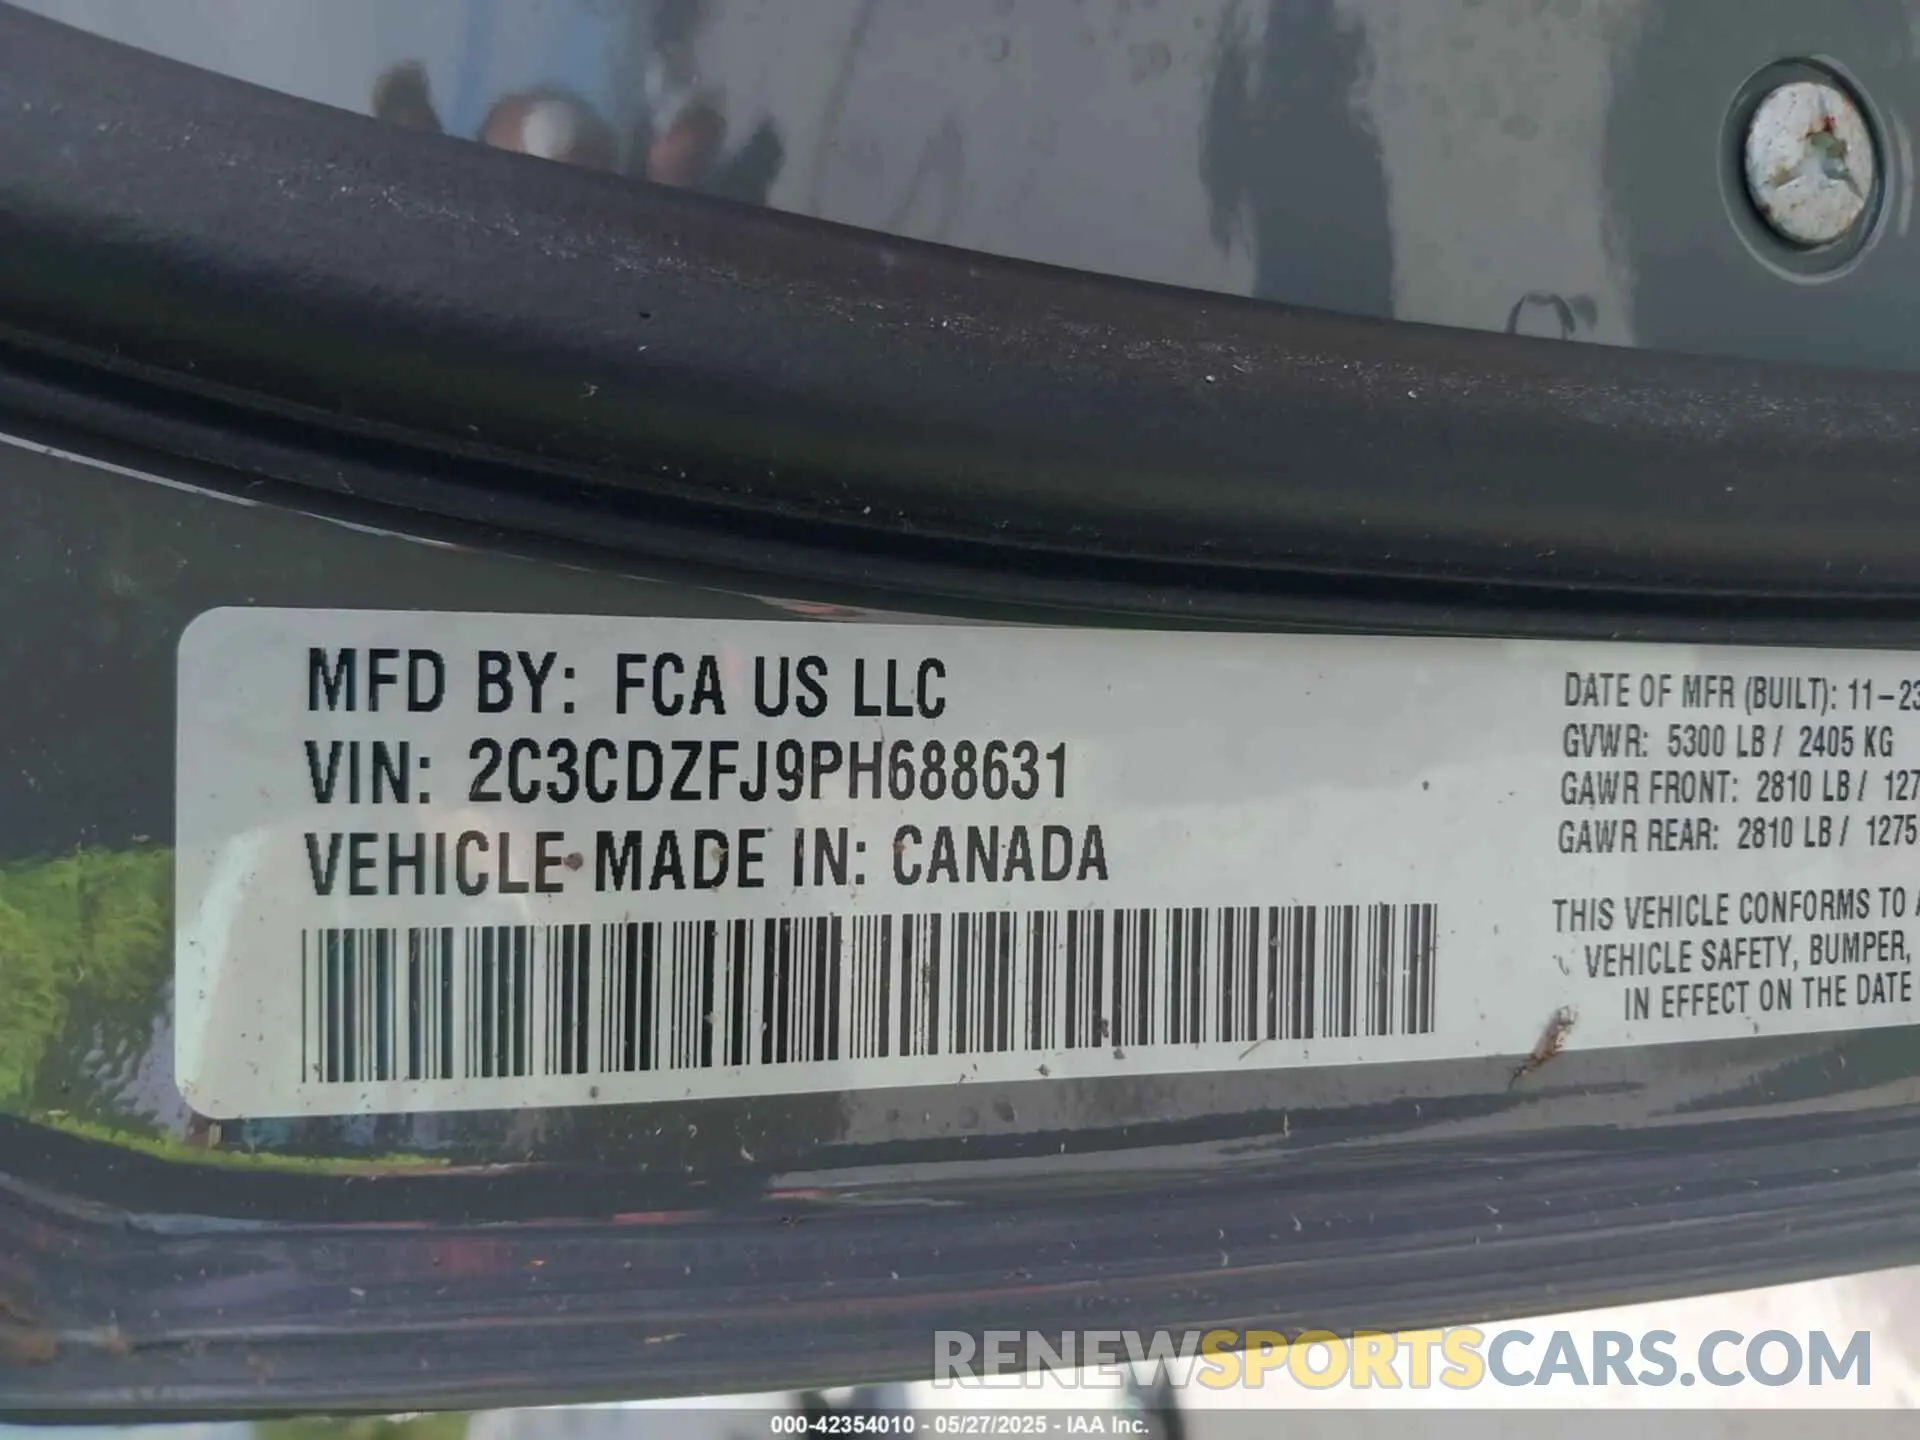 MFD BY: FCA US LLC
VIN: 2C3CDZFJ9PH688631
VEHICLE MADE IN: CANADA
DATE OF MFR (BUILT): 11-23
GVWR: 5300 LB / 2405 KG
GAWR FRONT: 2810 LB / 127
GAWR REAR: 2810 LB / 1275
THIS VEHICLE CONFORMS TO A
VEHICLE SAFETY, BUMPER,
IN EFFECT ON THE DATE
RENEWSPORTSCARS.COM
000-42354010 - 05/27/2025 - IAA Inc.